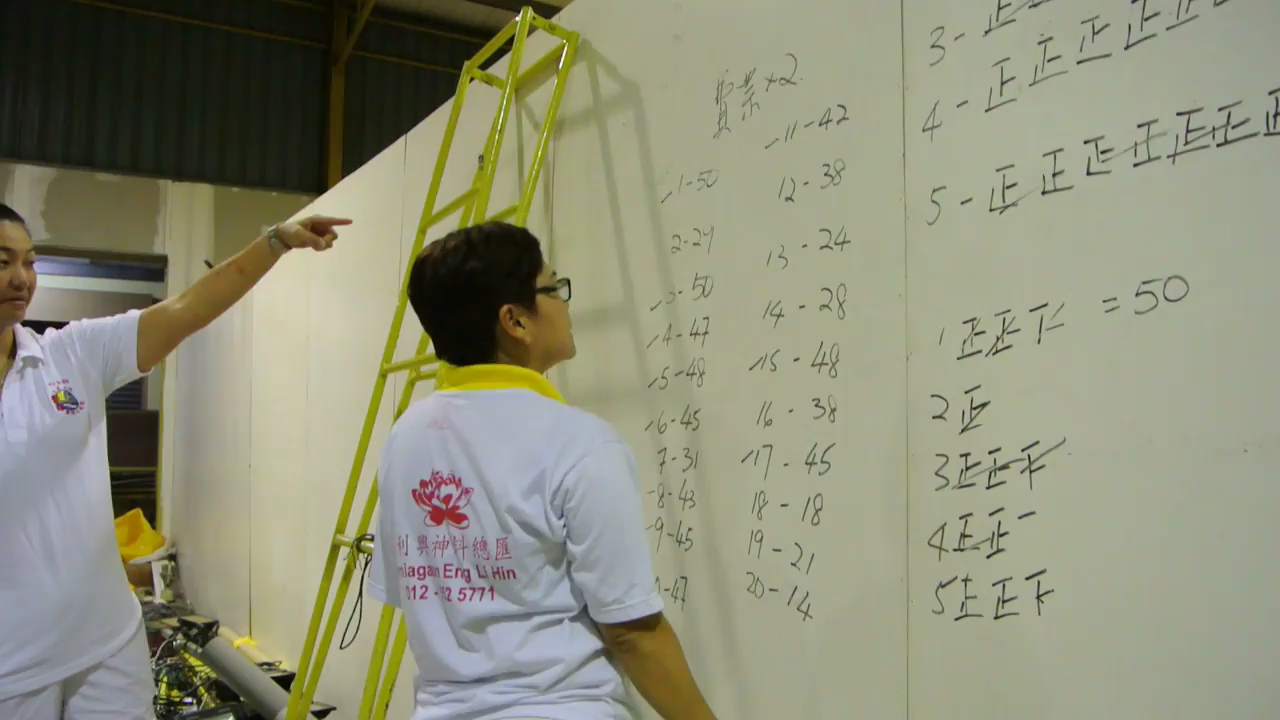 ×2
1-50
2-24
3-50
4-47
5-48
6-45
7-31
8-43
9-45
-47
11-42
12-38
13-24
14-28
15-48
16-38
17-45
18-18
19-21
20-14
3-正
4-正正正正正
5-正正正正正正正
1正正 =50
2正
3正正下
4正正一
5正正下
利興神料總匯
niagan Eng Li Hin
012 - 2 5771